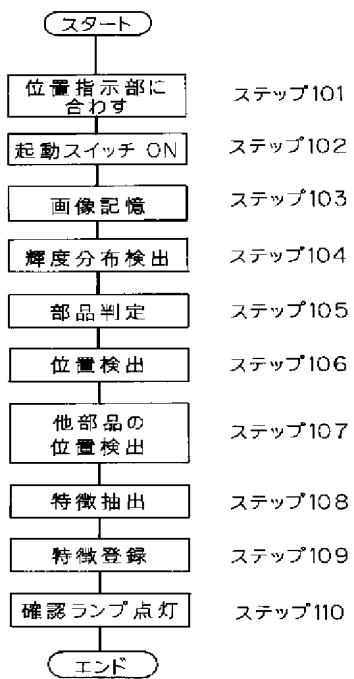 スタート
位置指示部に
合わす
ステップ101
起動スイッチ ON
ステップ102
画像記憶
ステップ103
輝度分布検出
ステップ104
部品判定
ステップ105
位置検出
ステップ106
他部品の
位置検出
ステップ107
特徴抽出
ステップ108
特徴登録
ステップ109
確認ランプ点灯
ステップ110
エンド